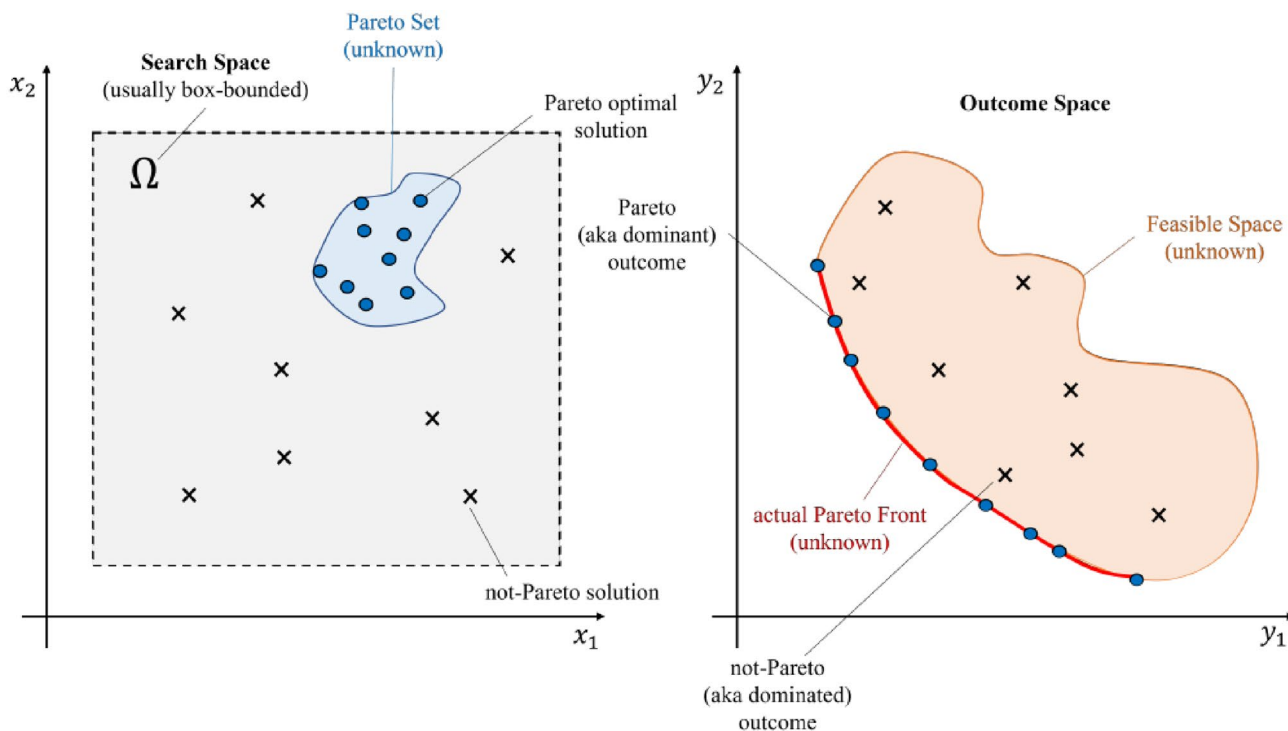 Pareto Set
(unknown)
Search Space
(usually box-bounded)
x₂
Ω
Pareto optimal
solution
not-Pareto solution
x₁
y₂
Outcome Space
Pareto
(aka dominant)
outcome
Feasible Space
(unknown)
actual Pareto Front
(unknown)
not-Pareto
(aka dominated)
outcome
y₁